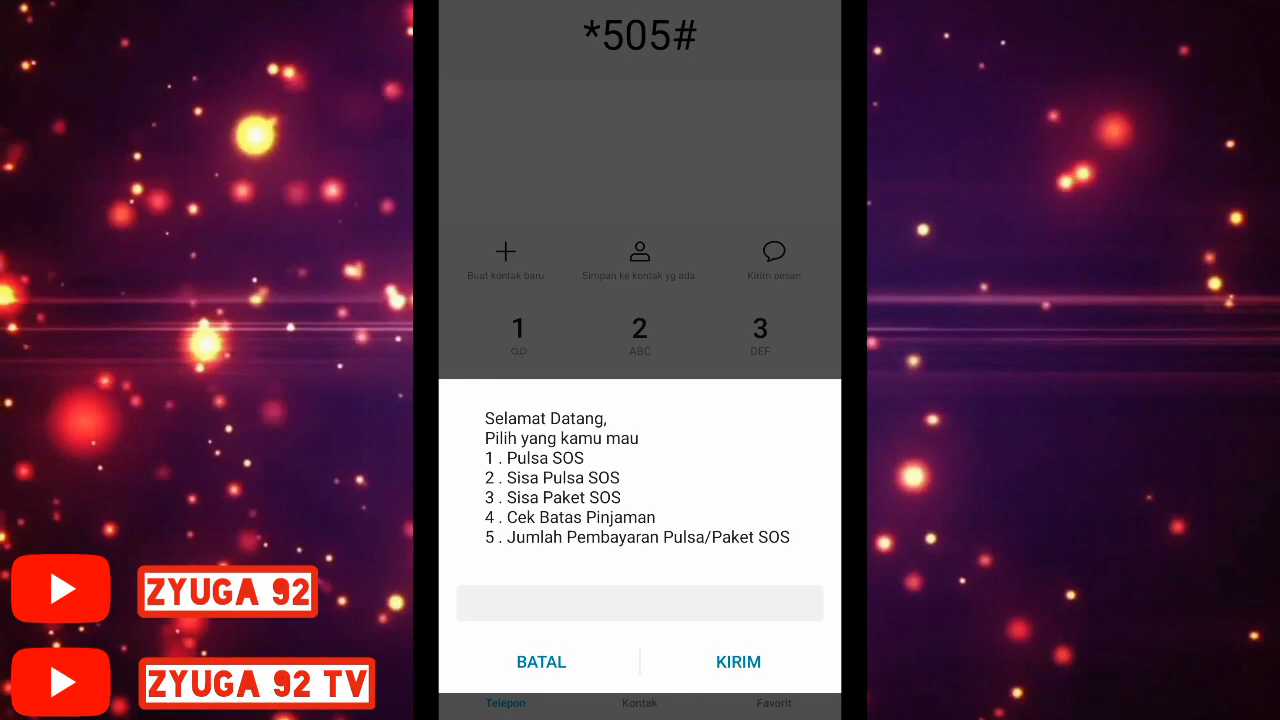 *505#
Buat kontak baru
Simpan ke kontak yg ada
Kirim pesan
1
2
3
ABC
DEF
Selamat Datang,
Pilih yang kamu mau
1 . Pulsa SOS
2 . Sisa Pulsa SOS
3 . Sisa Paket SOS
4 . Cek Batas Pinjaman
5 . Jumlah Pembayaran Pulsa/Paket SOS
BATAL
KIRIM
Telepon
Kontak
Favorit
ZYUGA 92
ZYUGA 92 TV